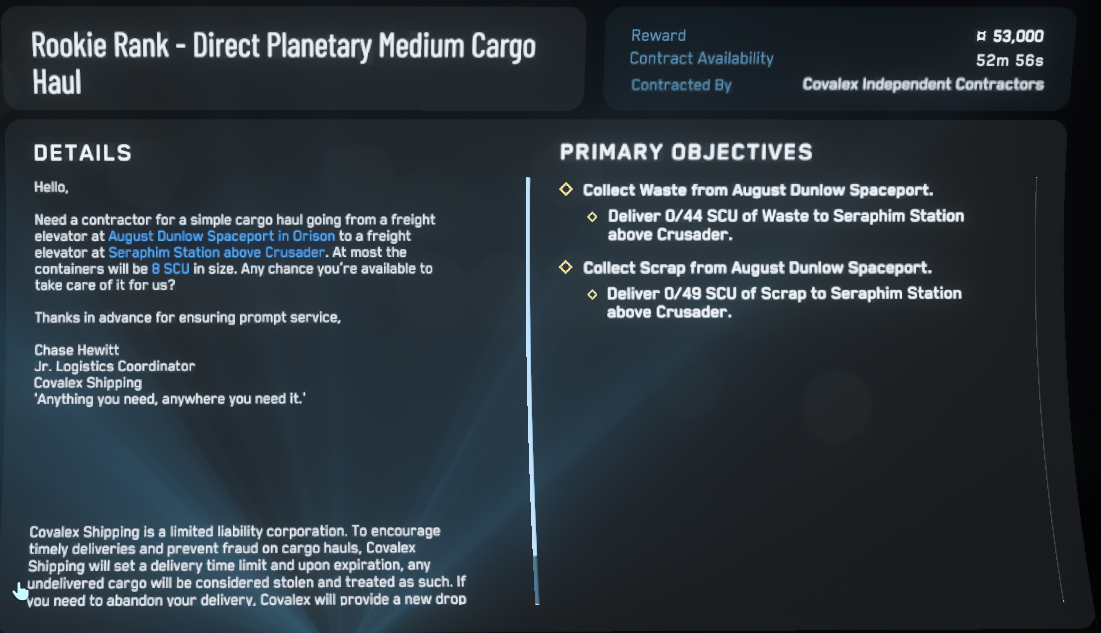 Rookie Rank - Direct Planetary Medium Cargo
Haul
Reward ¤ 53,000
Contract Availability 52m 56s
Contracted By Covalex Independent Contractors
DETAILS
Hello,
Need a contractor for a simple cargo haul going from a freight
elevator at August Dunlow Spaceport in Orison to a freight
elevator at Seraphim Station above Crusader. At most the
containers will be 8 SCU in size. Any chance you're available to
take care of it for us?
Thanks in advance for ensuring prompt service,
Chase Hewitt
Jr. Logistics Coordinator
Covalex Shipping
'Anything you need, anywhere you need it.'
Covalex Shipping is a limited liability corporation. To encourage
timely deliveries and prevent fraud on cargo hauls, Covalex
Shipping will set a delivery time limit and upon expiration, any
undelivered cargo will be considered stolen and treated as such. If
you need to abandon your delivery, Covalex will provide a new drop
PRIMARY OBJECTIVES
Collect Waste from August Dunlow Spaceport.
Deliver 0/44 SCU of Waste to Seraphim Station
above Crusader.
Collect Scrap from August Dunlow Spaceport.
Deliver 0/49 SCU of Scrap to Seraphim Station
above Crusader.